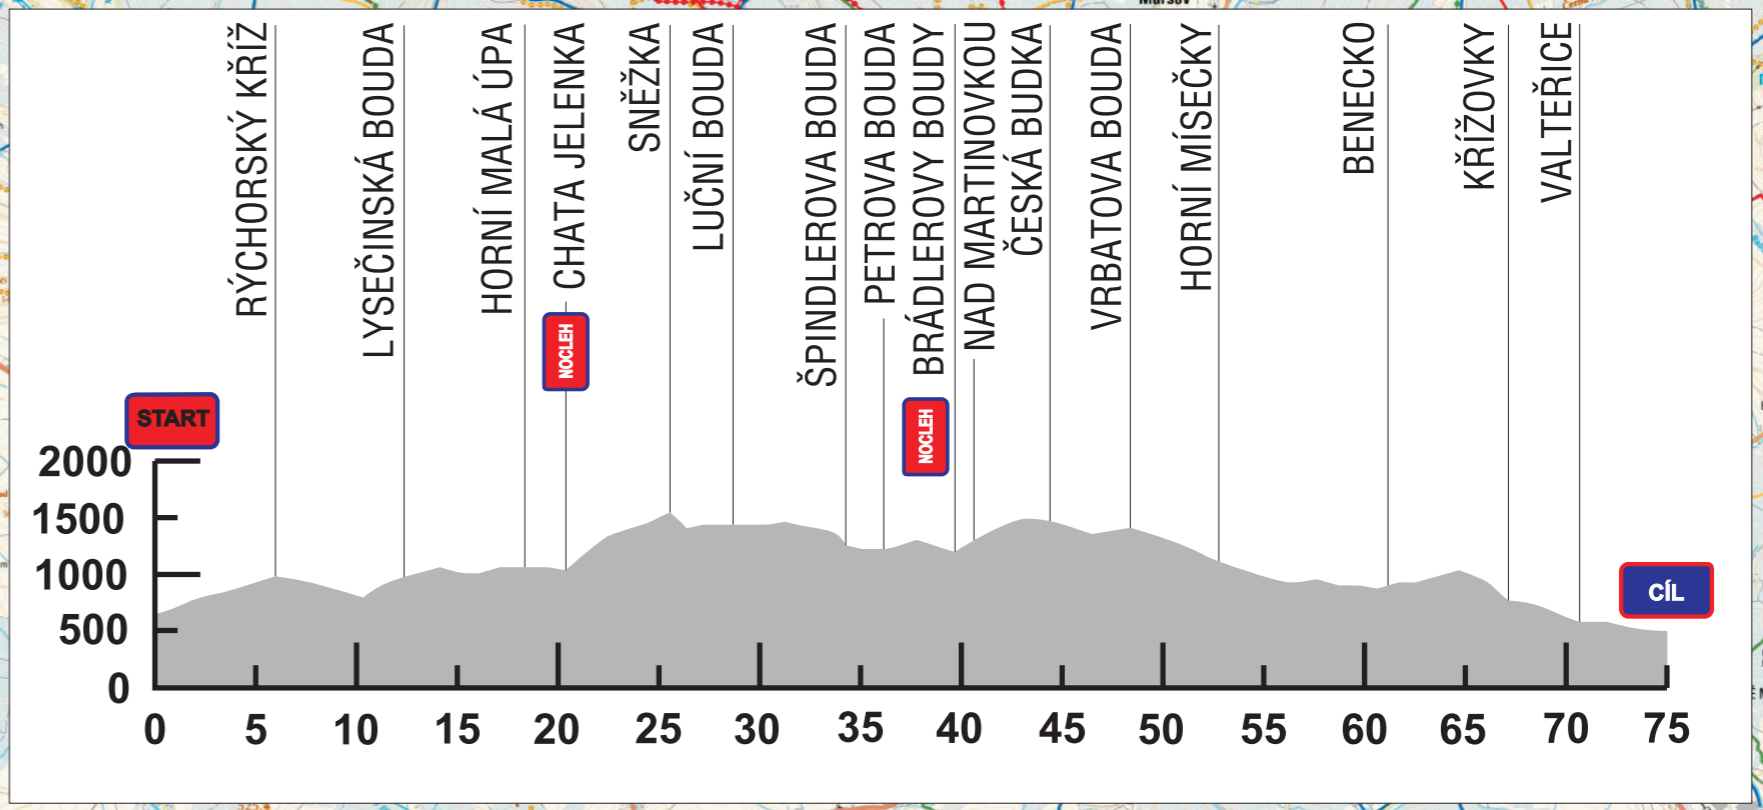 RÝCHORSKÝ KŘÍŽ
LYSEČINSKÁ BOUDA
HORNÍ MALÁ ÚPA
CHATA JELENKA
SNĚŽKA
LUČNÍ BOUDA
ŠPINDLEROVA BOUDA
PETROVA BOUDA
BRÁDLEROVY BOUDY
NAD MARTINOVKOU
ČESKÁ BUDKA
VRBATOVA BOUDA
HORNÍ MÍSEČKY
BENECKO
KŘÍŽOVKY
VALTEŘICE
NOCLEH
NOCLEH
START
CÍL
2000
1500
1000
500
0
0 5 10 15 20 25 30 35 40 45 50 55 60 65 70 75